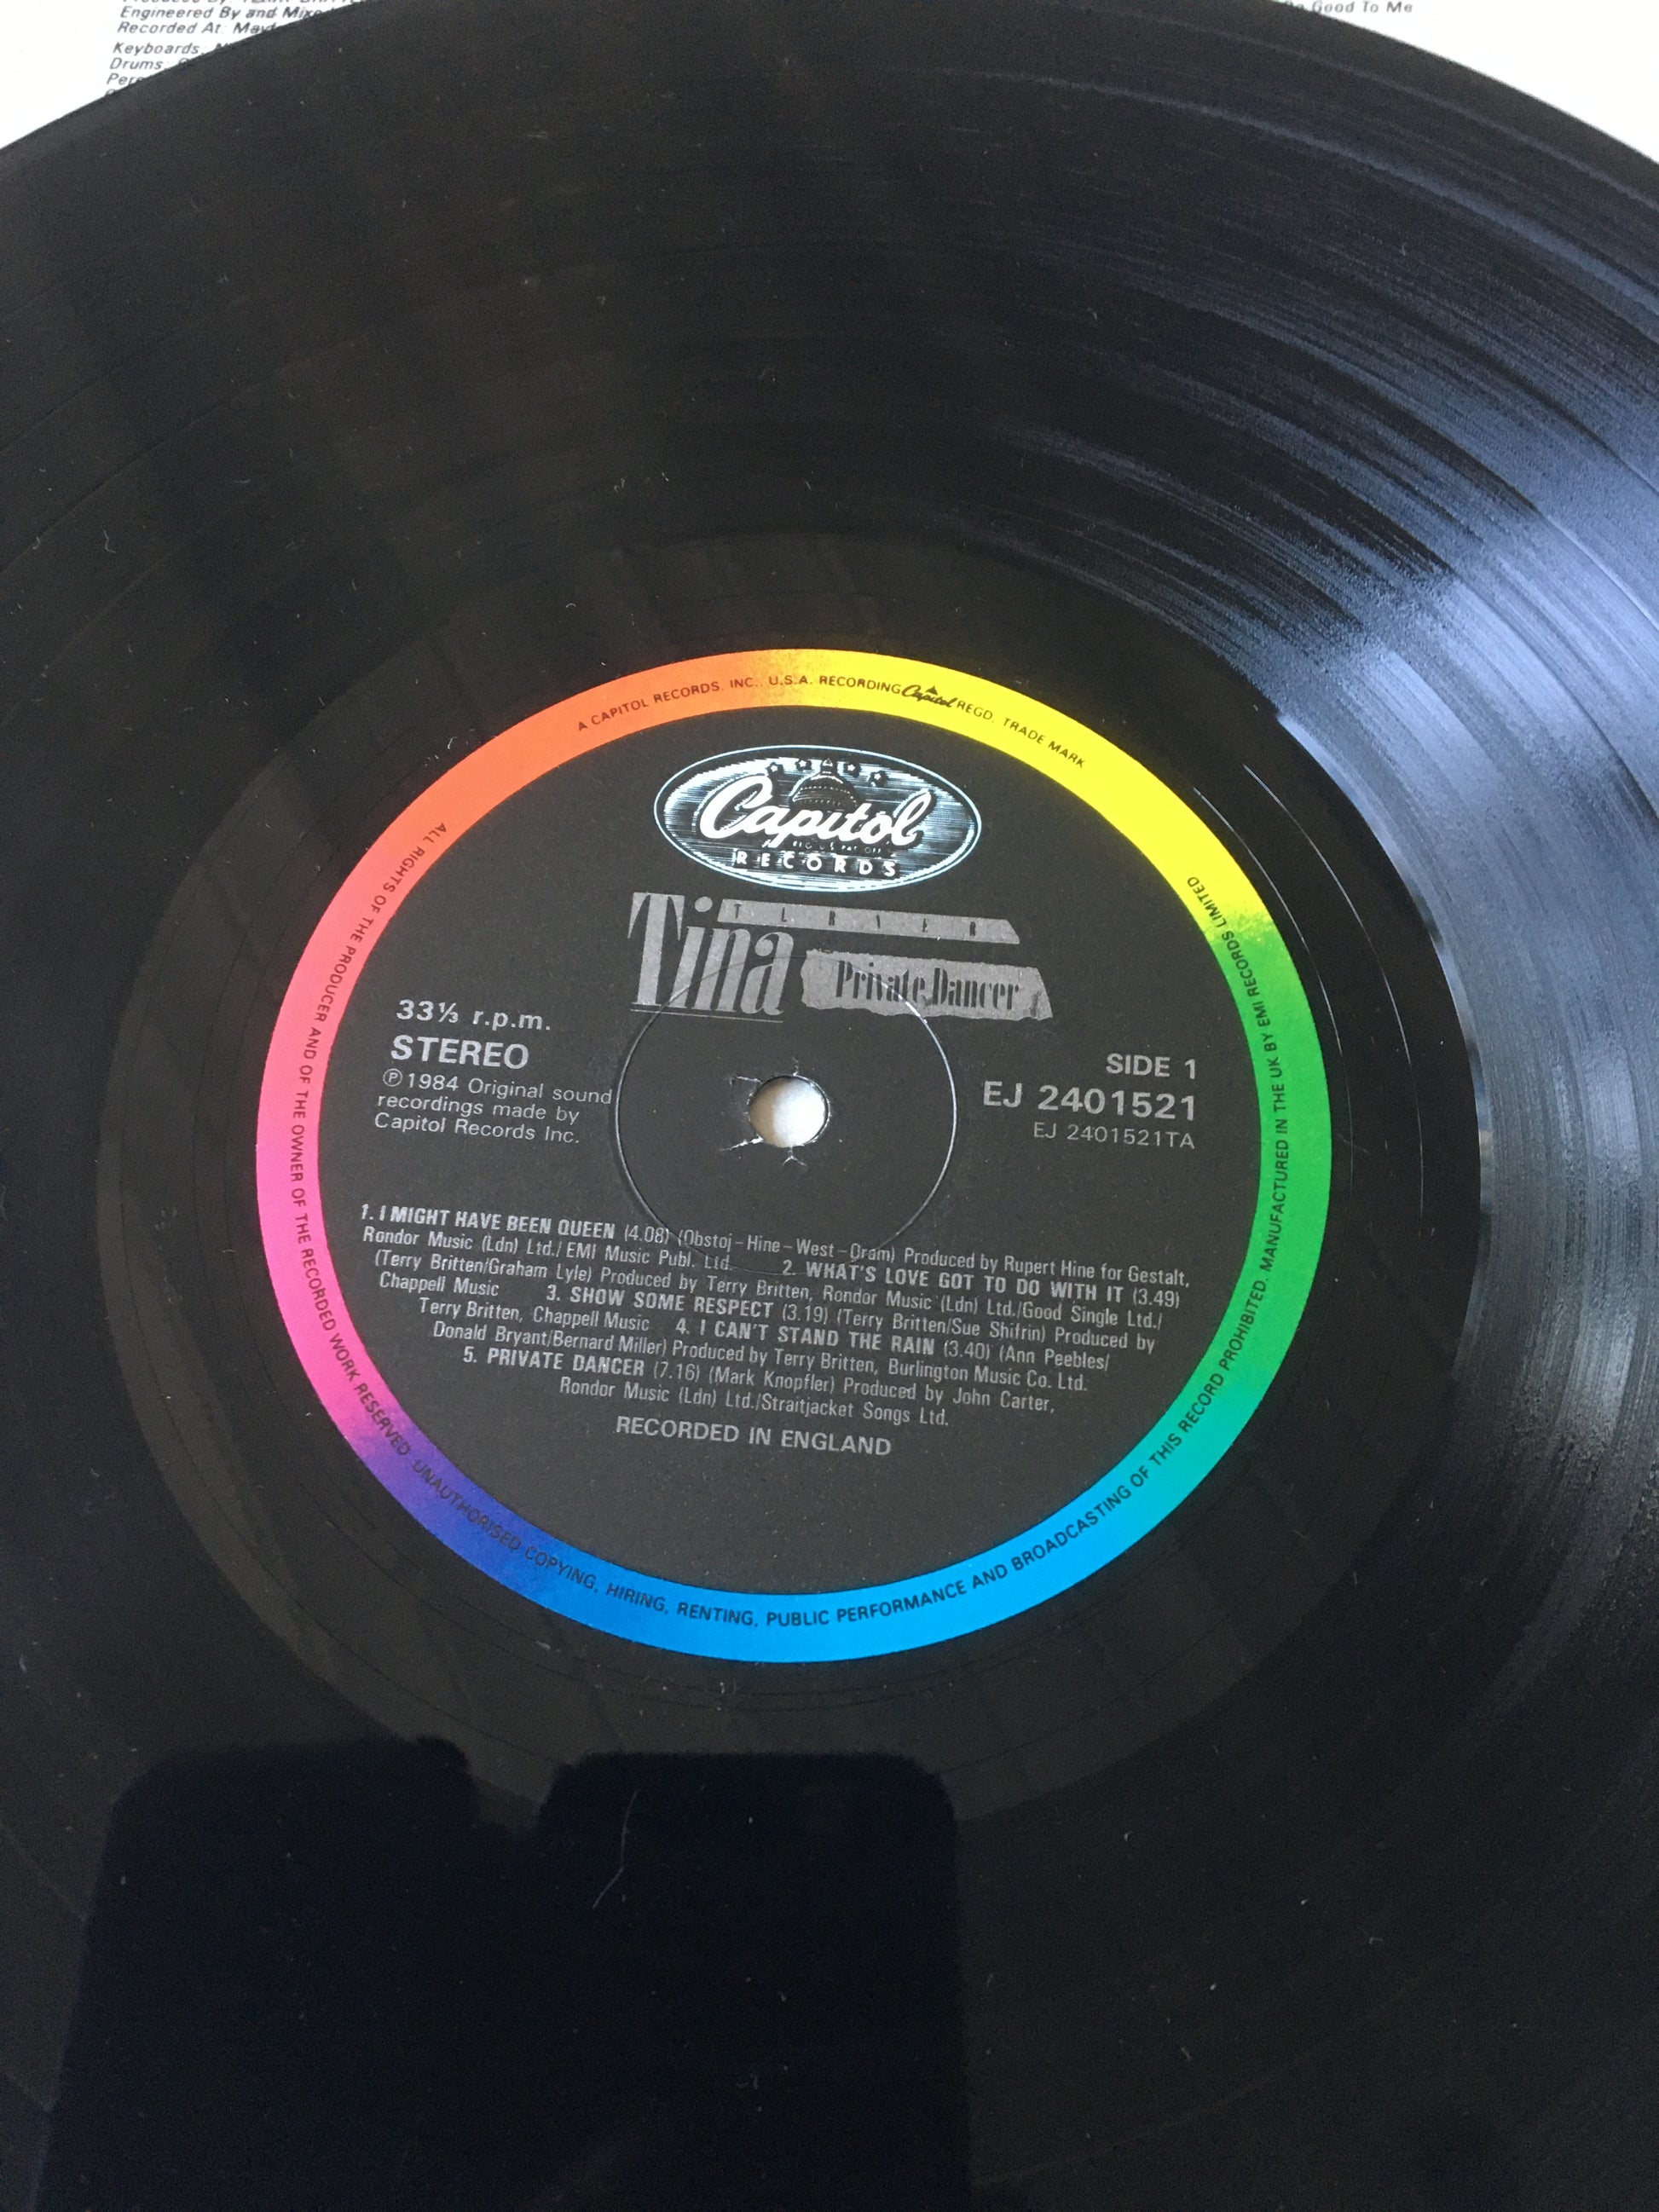 Engineered By and
Recorded At:
Keyboards,
Drums,
Good To Me
A CAPITOL RECORDS, INC., U.S.A. RECORDING Capitol REGD. TRADE MARK
ALL RIGHTS OF THE PRODUCER AND OF THE OWNER OF THE RECORDED WORK RESERVED. UNAUTHORISED COPYING, HIRING, RENTING, PUBLIC PERFORMANCE AND BROADCASTING OF THIS RECORD PROHIBITED. MANUFACTURED IN THE UK BY EMI RECORDS LIMITED
Capitol
RECORDS
TURNER
Tina
Private Dancer
33⅓ r.p.m.
STEREO
℗1984 Original sound
recordings made by
Capitol Records Inc.
SIDE 1
EJ 2401521
EJ 2401521TA
1. I MIGHT HAVE BEEN QUEEN (4.08) (Obstoj-Hine-West-Oram) Produced by Rupert Hine for Gestalt,
Rondor Music (Ldn) Ltd./EMI Music Publ. Ltd. 2. WHAT'S LOVE GOT TO DO WITH IT (3.49)
(Terry Britten/Graham Lyle) Produced by Terry Britten, Rondor Music (Ldn) Ltd./Good Single Ltd./
Chappell Music 3. SHOW SOME RESPECT (3.19) (Terry Britten/Sue Shifrin) Produced by
Terry Britten, Chappell Music 4. I CAN'T STAND THE RAIN (3.40) (Ann Peebles/
Donald Bryant/Bernard Miller) Produced by Terry Britten, Burlington Music Co. Ltd.
5. PRIVATE DANCER (7.16) (Mark Knopfler) Produced by John Carter,
Rondor Music (Ldn) Ltd./Straitjacket Songs Ltd.
RECORDED IN ENGLAND